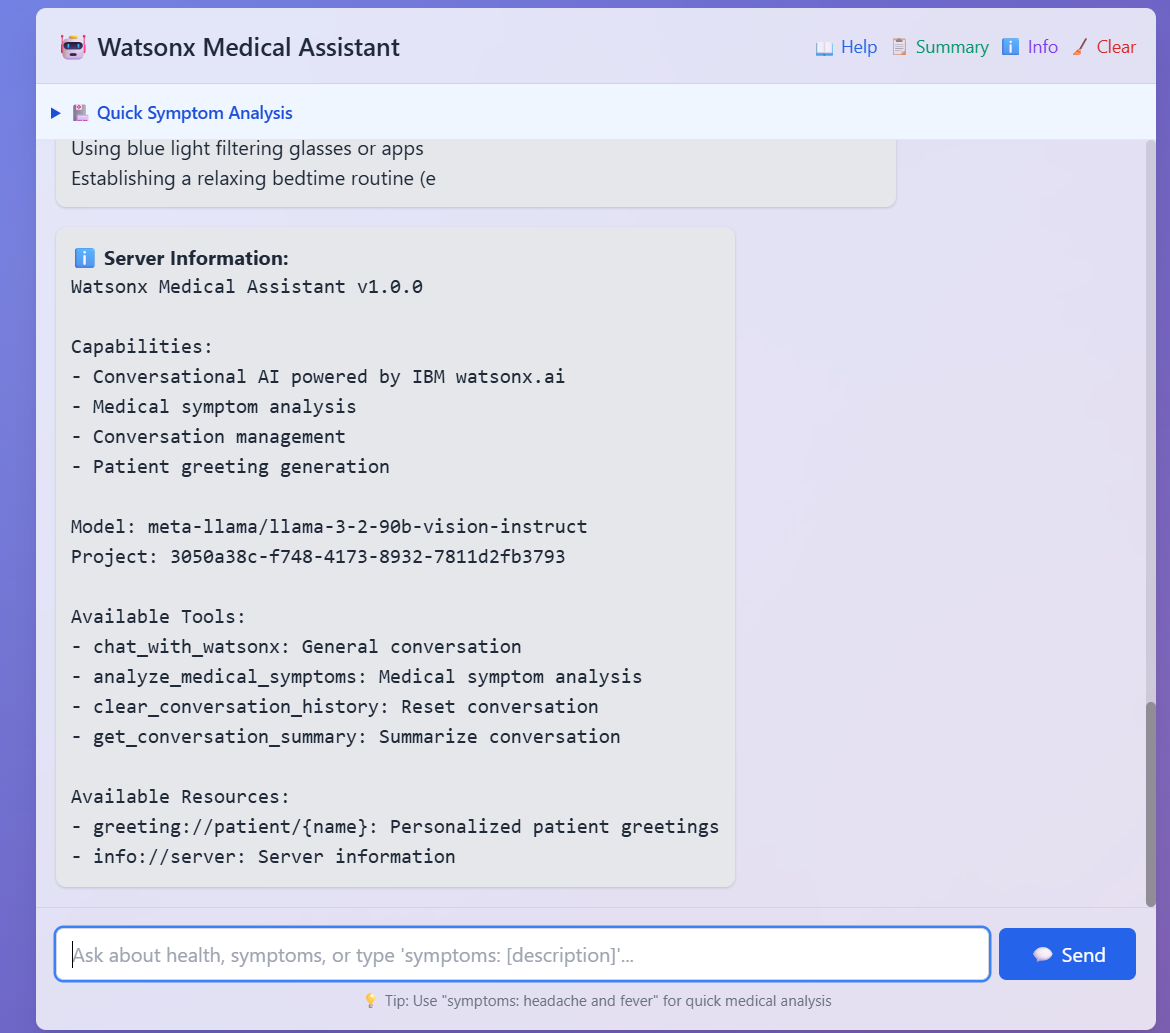 Watsonx Medical Assistant
Help Summary Info Clear
Quick Symptom Analysis
Using blue light filtering glasses or apps
Establishing a relaxing bedtime routine (e
Server Information:
Watsonx Medical Assistant v1.0.0
Capabilities:
- Conversational AI powered by IBM watsonx.ai
- Medical symptom analysis
- Conversation management
- Patient greeting generation
Model: meta-llama/llama-3-2-90b-vision-instruct
Project: 3050a38c-f748-4173-8932-7811d2fb3793
Available Tools:
- chat_with_watsonx: General conversation
- analyze_medical_symptoms: Medical symptom analysis
- clear_conversation_history: Reset conversation
- get_conversation_summary: Summarize conversation
Available Resources:
- greeting://patient/{name}: Personalized patient greetings
- info://server: Server information
Ask about health, symptoms, or type 'symptoms: [description]'...
Send
Tip: Use "symptoms: headache and fever" for quick medical analysis